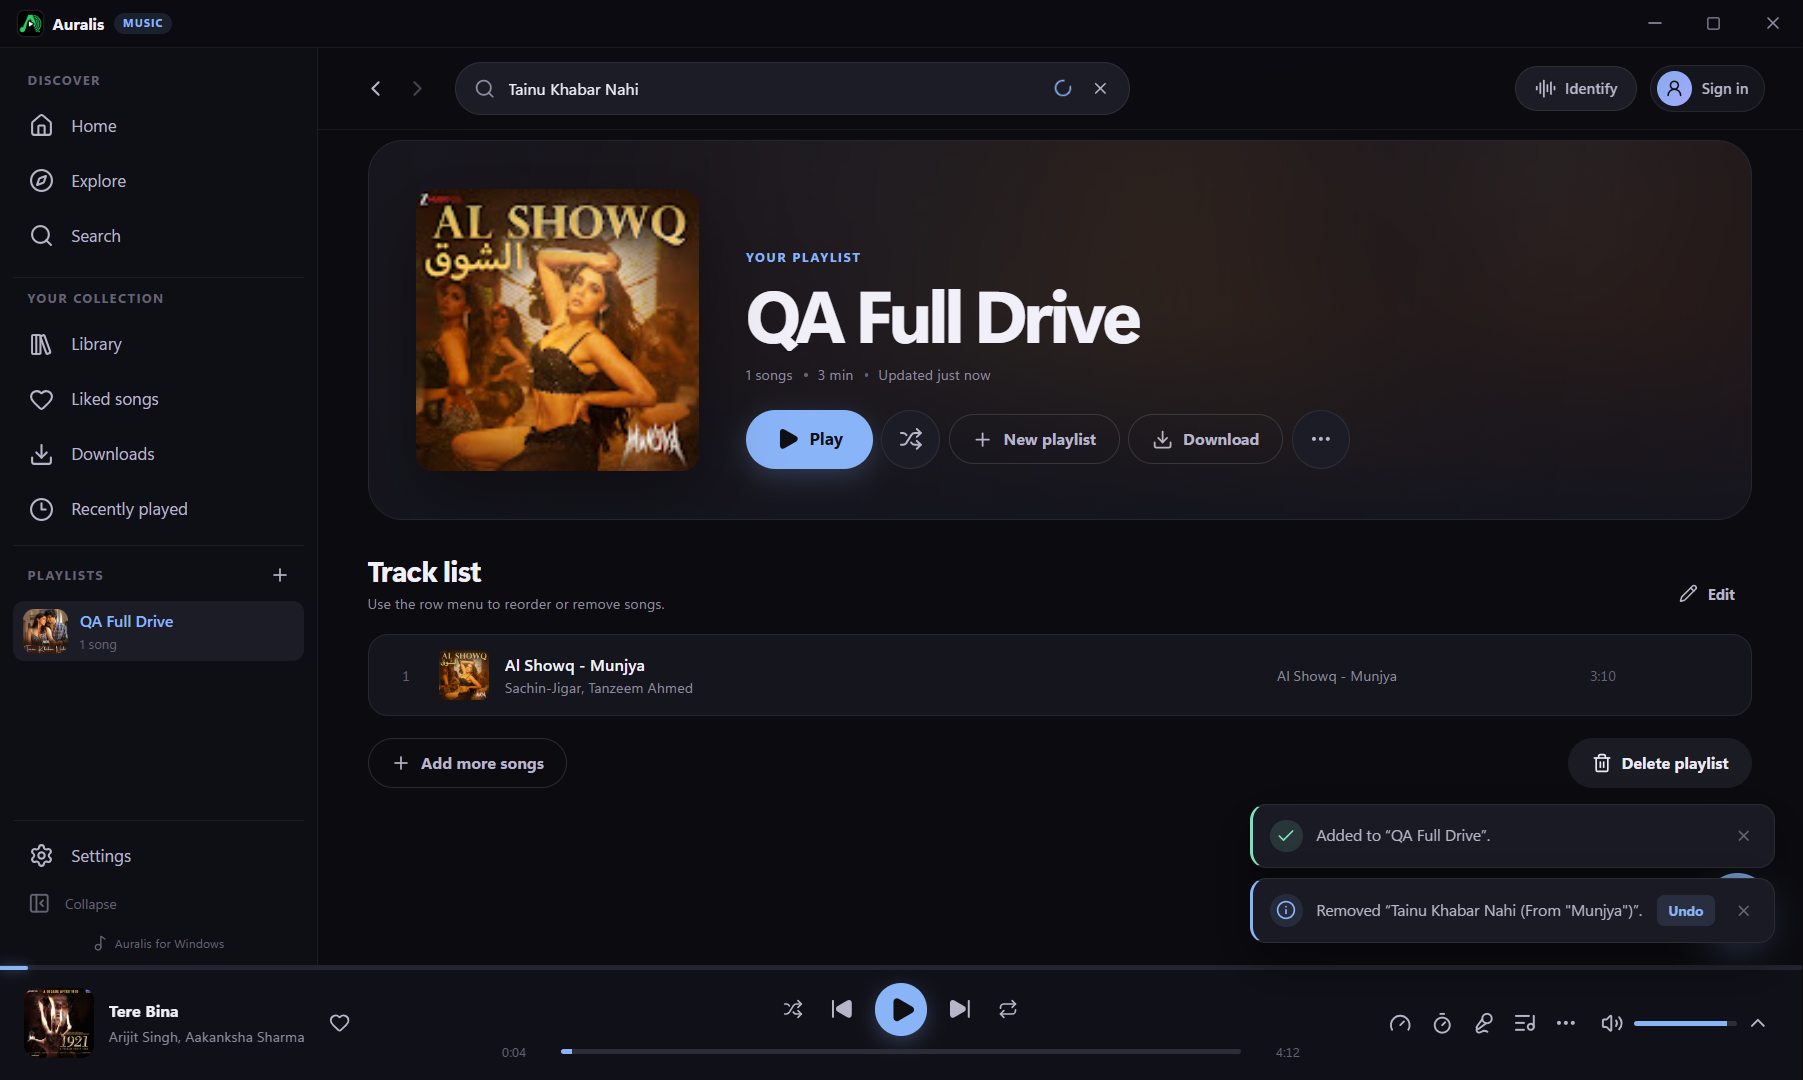 Auralis MUSIC
DISCOVER
Home
Explore
Search
YOUR COLLECTION
Library
Liked songs
Downloads
Recently played
PLAYLISTS
QA Full Drive
1 song
Settings
Collapse
Auralis for Windows
Tainu Khabar Nahi
Identify
Sign in
AL SHOWQ
الشوق
YOUR PLAYLIST
QA Full Drive
1 songs • 3 min • Updated just now
Play
New playlist
Download
Track list
Use the row menu to reorder or remove songs.
Edit
1
AL SHOWQ
Al Showq - Munjya
Sachin-Jigar, Tanzeem Ahmed
Al Showq - Munjya
3:10
Add more songs
Delete playlist
Added to “QA Full Drive”.
Removed “Tainu Khabar Nahi (From "Munjya")”.
Undo
1921
Tere Bina
Arijit Singh, Aakanksha Sharma
0:04
4:12